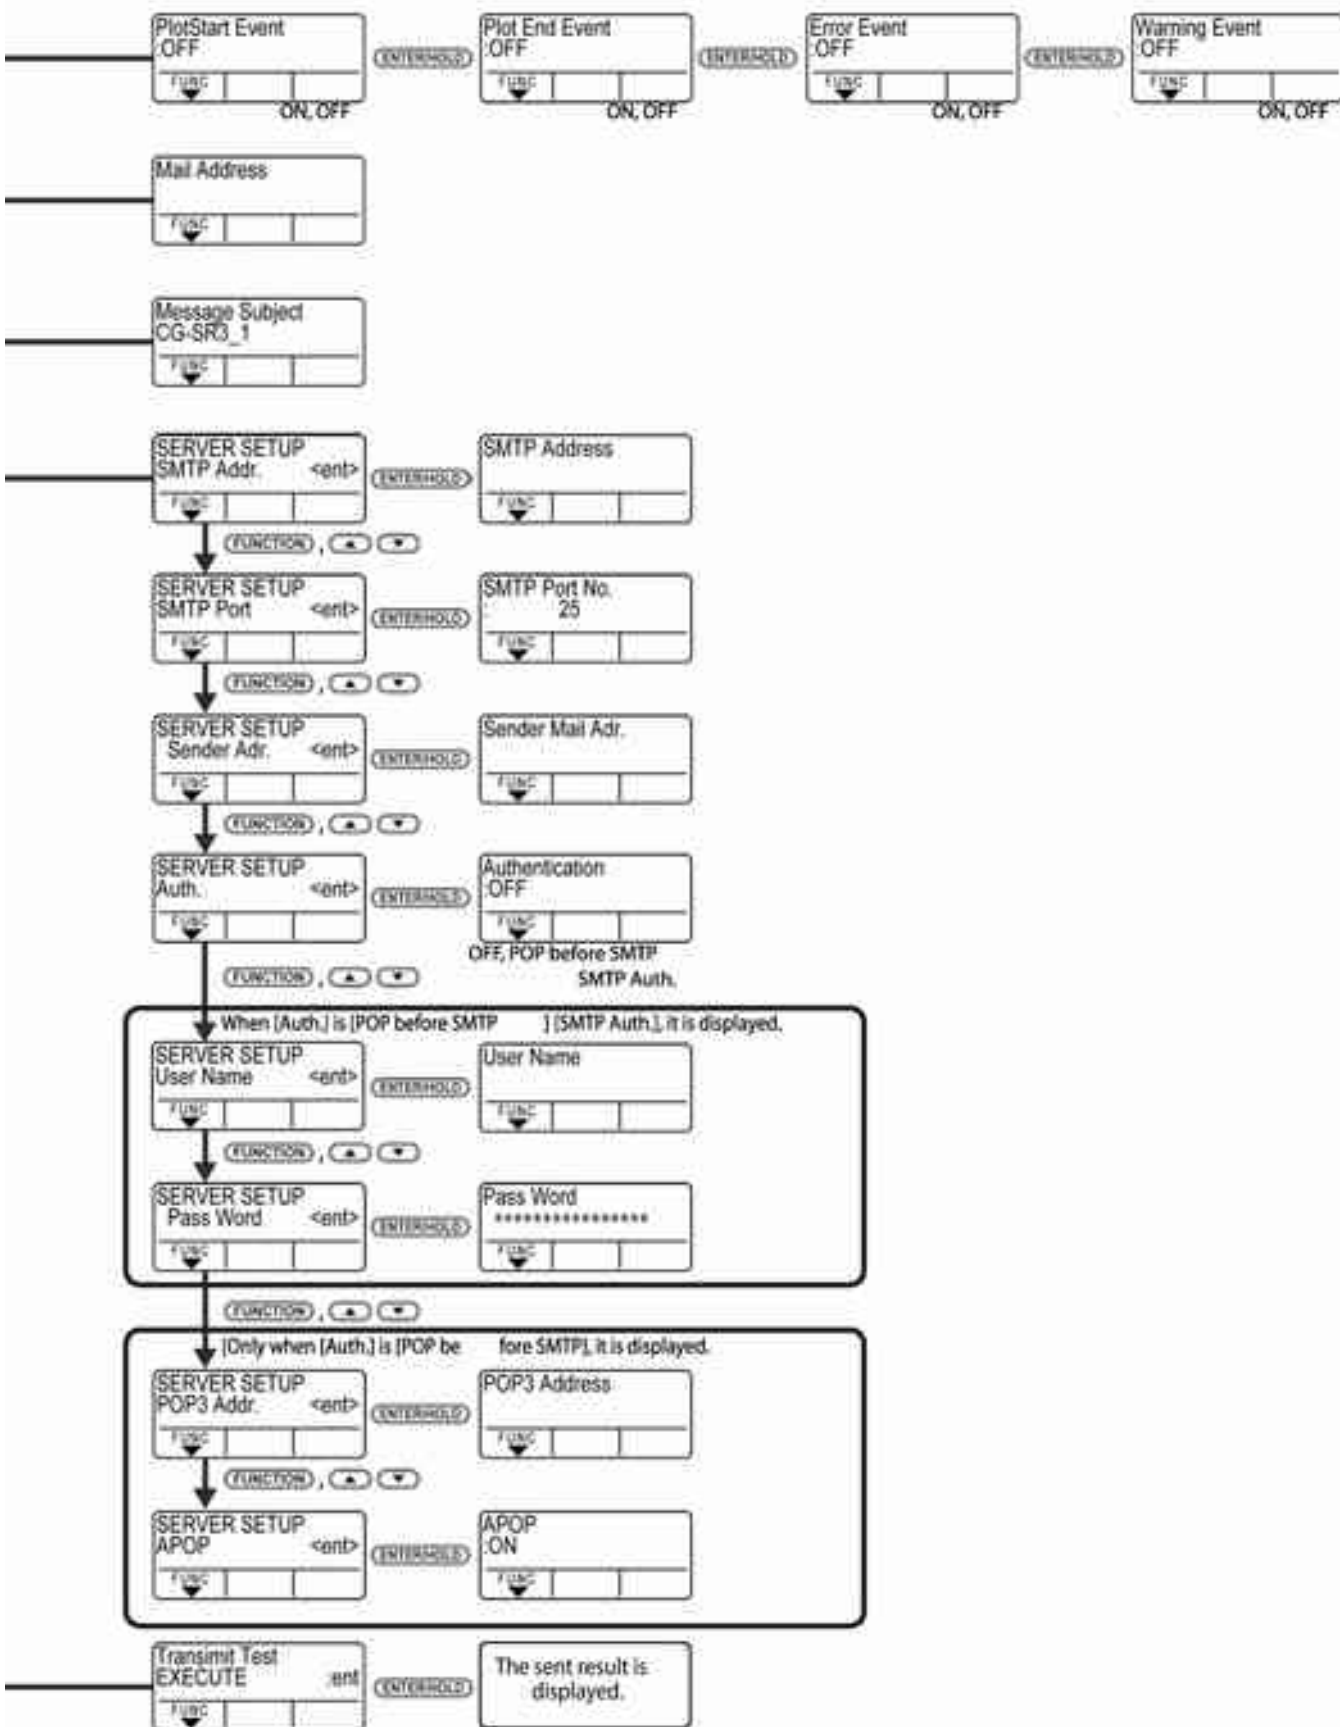 PlotStart Event
:OFF
FUNC
ON, OFF
ENTER/HOLD
Plot End Event
:OFF
FUNC
ON, OFF
ENTER/HOLD
Error Event
:OFF
FUNC
ON, OFF
ENTER/HOLD
Warning Event
:OFF
FUNC
ON, OFF
Mail Address
FUNC
Message Subject
CG-SR3_1
FUNC
SERVER SETUP
SMTP Addr. <ent>
FUNC
ENTER/HOLD
SMTP Address
FUNC
FUNCTION , ▲ ▼
SERVER SETUP
SMTP Port <ent>
FUNC
ENTER/HOLD
SMTP Port No.
: 25
FUNC
FUNCTION , ▲ ▼
SERVER SETUP
Sender Adr. <ent>
FUNC
ENTER/HOLD
Sender Mail Adr.
FUNC
FUNCTION , ▲ ▼
SERVER SETUP
Auth. <ent>
FUNC
ENTER/HOLD
Authentication
:OFF
FUNC
OFF, POP before SMTP
SMTP Auth.
FUNCTION , ▲ ▼
When [Auth.] is [POP before SMTP ] [SMTP Auth.], it is displayed.
SERVER SETUP
User Name <ent>
FUNC
ENTER/HOLD
User Name
FUNC
FUNCTION , ▲ ▼
SERVER SETUP
Pass Word <ent>
FUNC
ENTER/HOLD
Pass Word
****************
FUNC
FUNCTION , ▲ ▼
[Only when [Auth.] is [POP be fore SMTP], it is displayed.
SERVER SETUP
POP3 Addr. <ent>
FUNC
ENTER/HOLD
POP3 Address
FUNC
FUNCTION , ▲ ▼
SERVER SETUP
APOP <ent>
FUNC
ENTER/HOLD
APOP
:ON
FUNC
Transimit Test
EXECUTE :ent
FUNC
ENTER/HOLD
The sent result is
displayed.